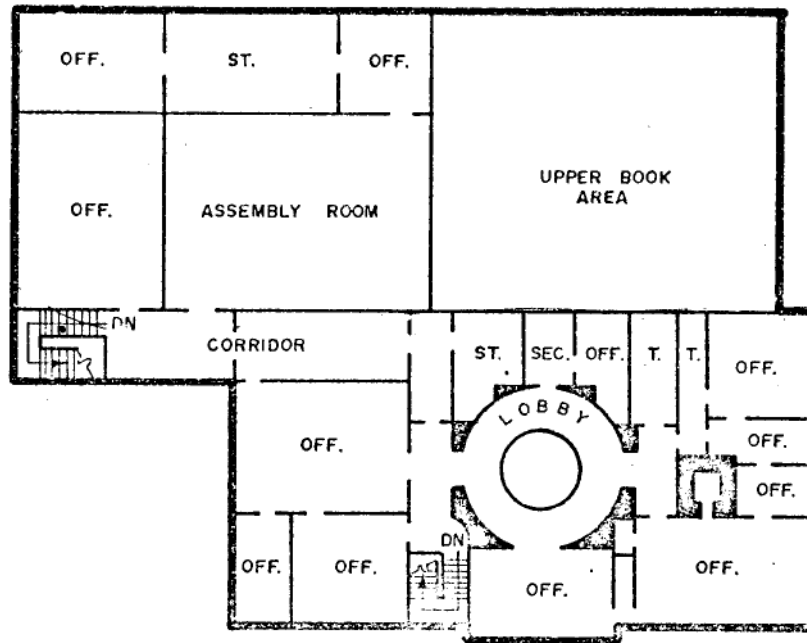 OFF.
ST.
OFF.
UPPER BOOK
AREA
OFF.
ASSEMBLY ROOM
DN
CORRIDOR
ST.
SEC.
OFF.
T.
T.
OFF.
LOBBY
OFF.
OFF.
OFF.
DN
OFF.
OFF.
OFF.
OFF.